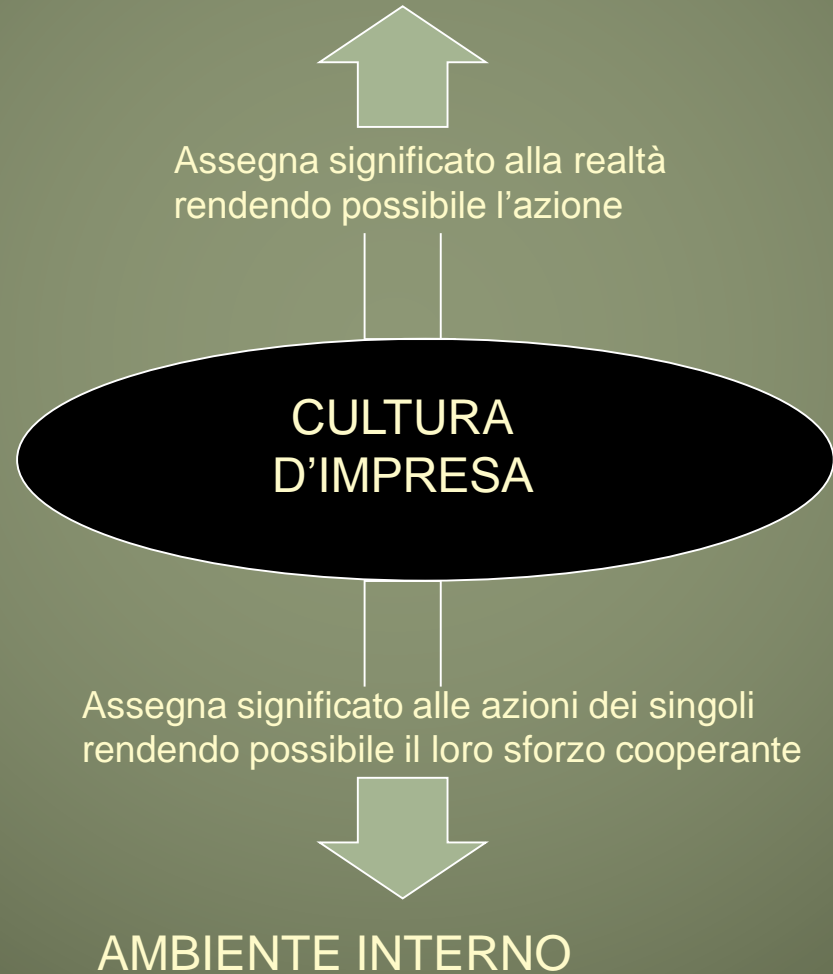 Assegna significato alla realtà
rendendo possibile l’azione
CULTURA
D’IMPRESA
Assegna significato alle azioni dei singoli
rendendo possibile il loro sforzo cooperante
AMBIENTE INTERNO